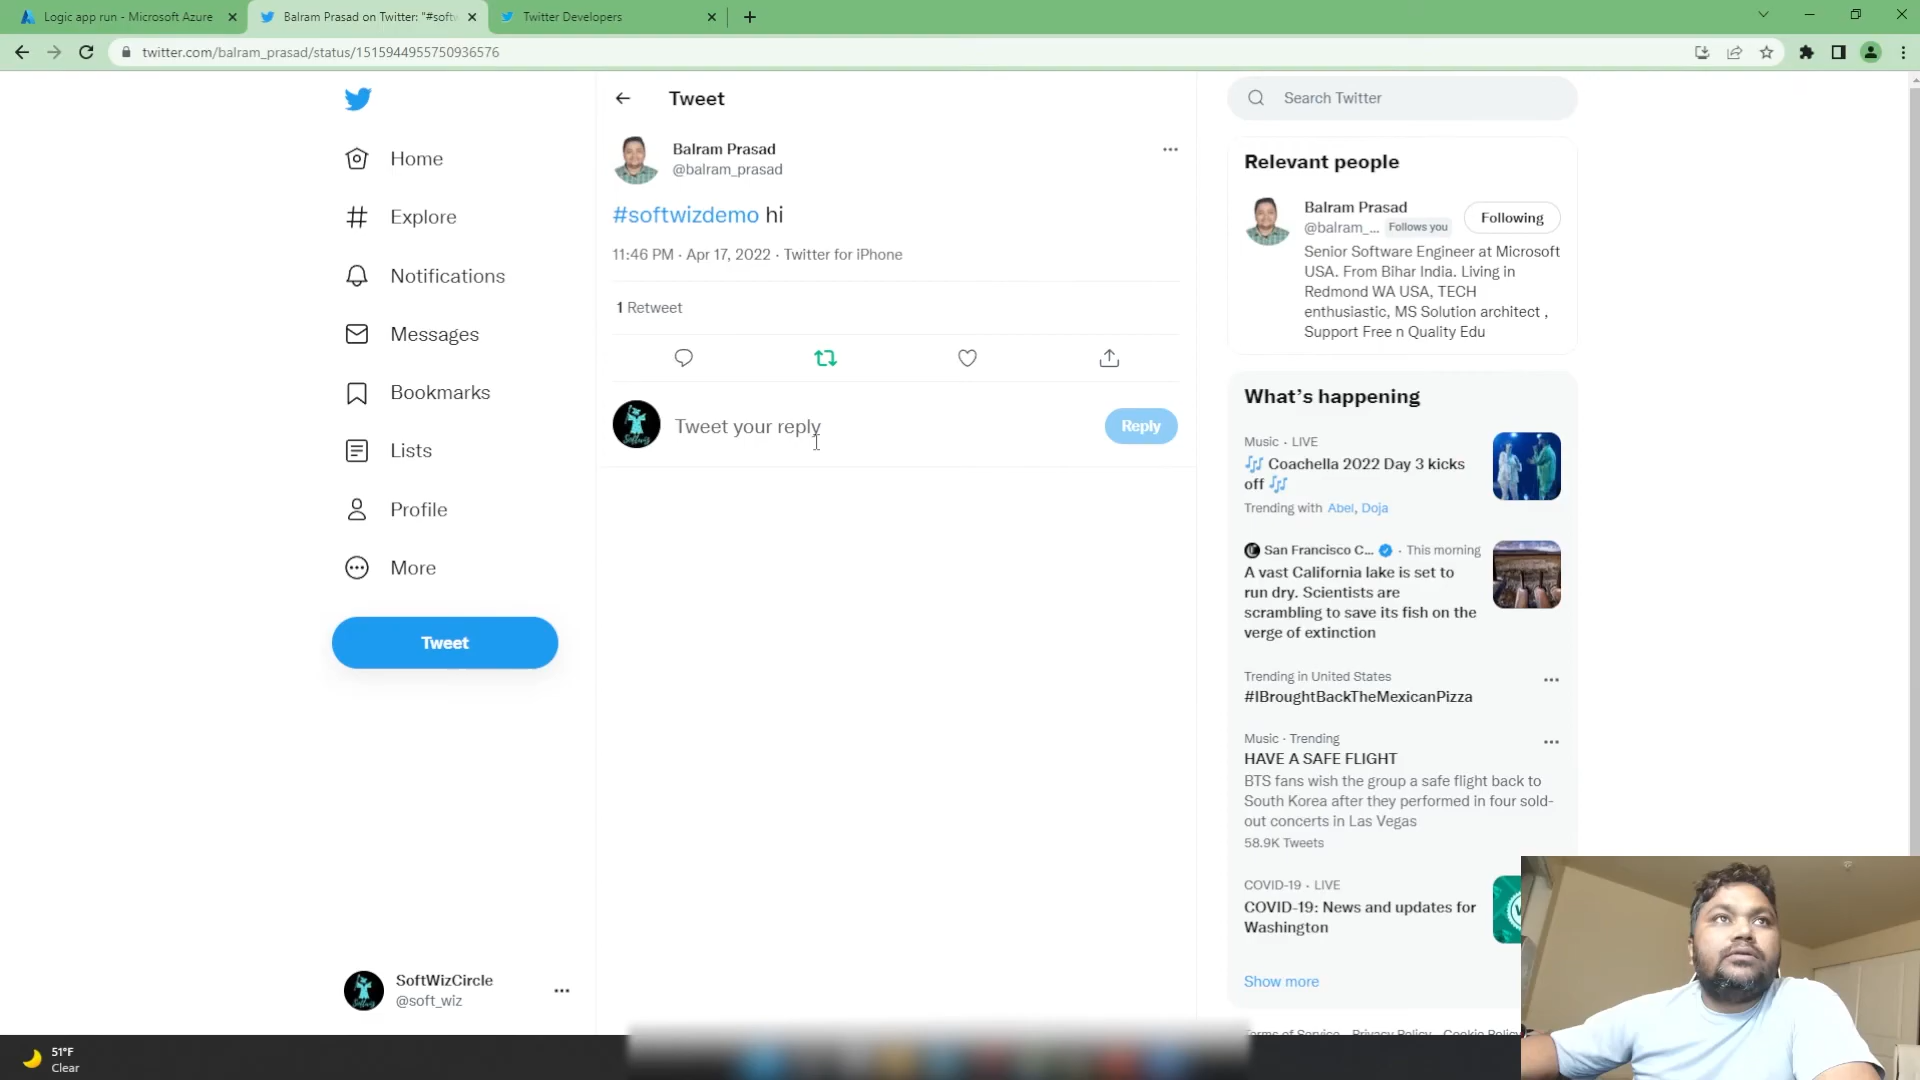 Logic app run - Microsoft Azure
Balram Prasad on Twitter: "#softw
Twitter Developers
twitter.com/balram_prasad/status/1515944955750936576
Home
Explore
Notifications
Messages
Bookmarks
Lists
Profile
More
Tweet
SoftWizCircle
@soft_wiz
Tweet
Balram Prasad
@balram_prasad
#softwizdemo hi
11:46 PM · Apr 17, 2022 · Twitter for iPhone
1 Retweet
Tweet your reply
Reply
Search Twitter
Relevant people
Balram Prasad
@balram_... Follows you
Following
Senior Software Engineer at Microsoft
USA. From Bihar India. Living in
Redmond WA USA, TECH
enthusiastic, MS Solution architect ,
Support Free n Quality Edu
What's happening
Music · LIVE
🎶 Coachella 2022 Day 3 kicks
off 🎶
Trending with Abel, Doja
San Francisco C... · This morning
A vast California lake is set to
run dry. Scientists are
scrambling to save its fish on the
verge of extinction
Trending in United States
#IBroughtBackTheMexicanPizza
Music · Trending
HAVE A SAFE FLIGHT
BTS fans wish the group a safe flight back to
South Korea after they performed in four sold-
out concerts in Las Vegas
58.9K Tweets
COVID-19 · LIVE
COVID-19: News and updates for
Washington
Show more
Terms of Service Privacy Policy Cookie Policy
51°F
Clear